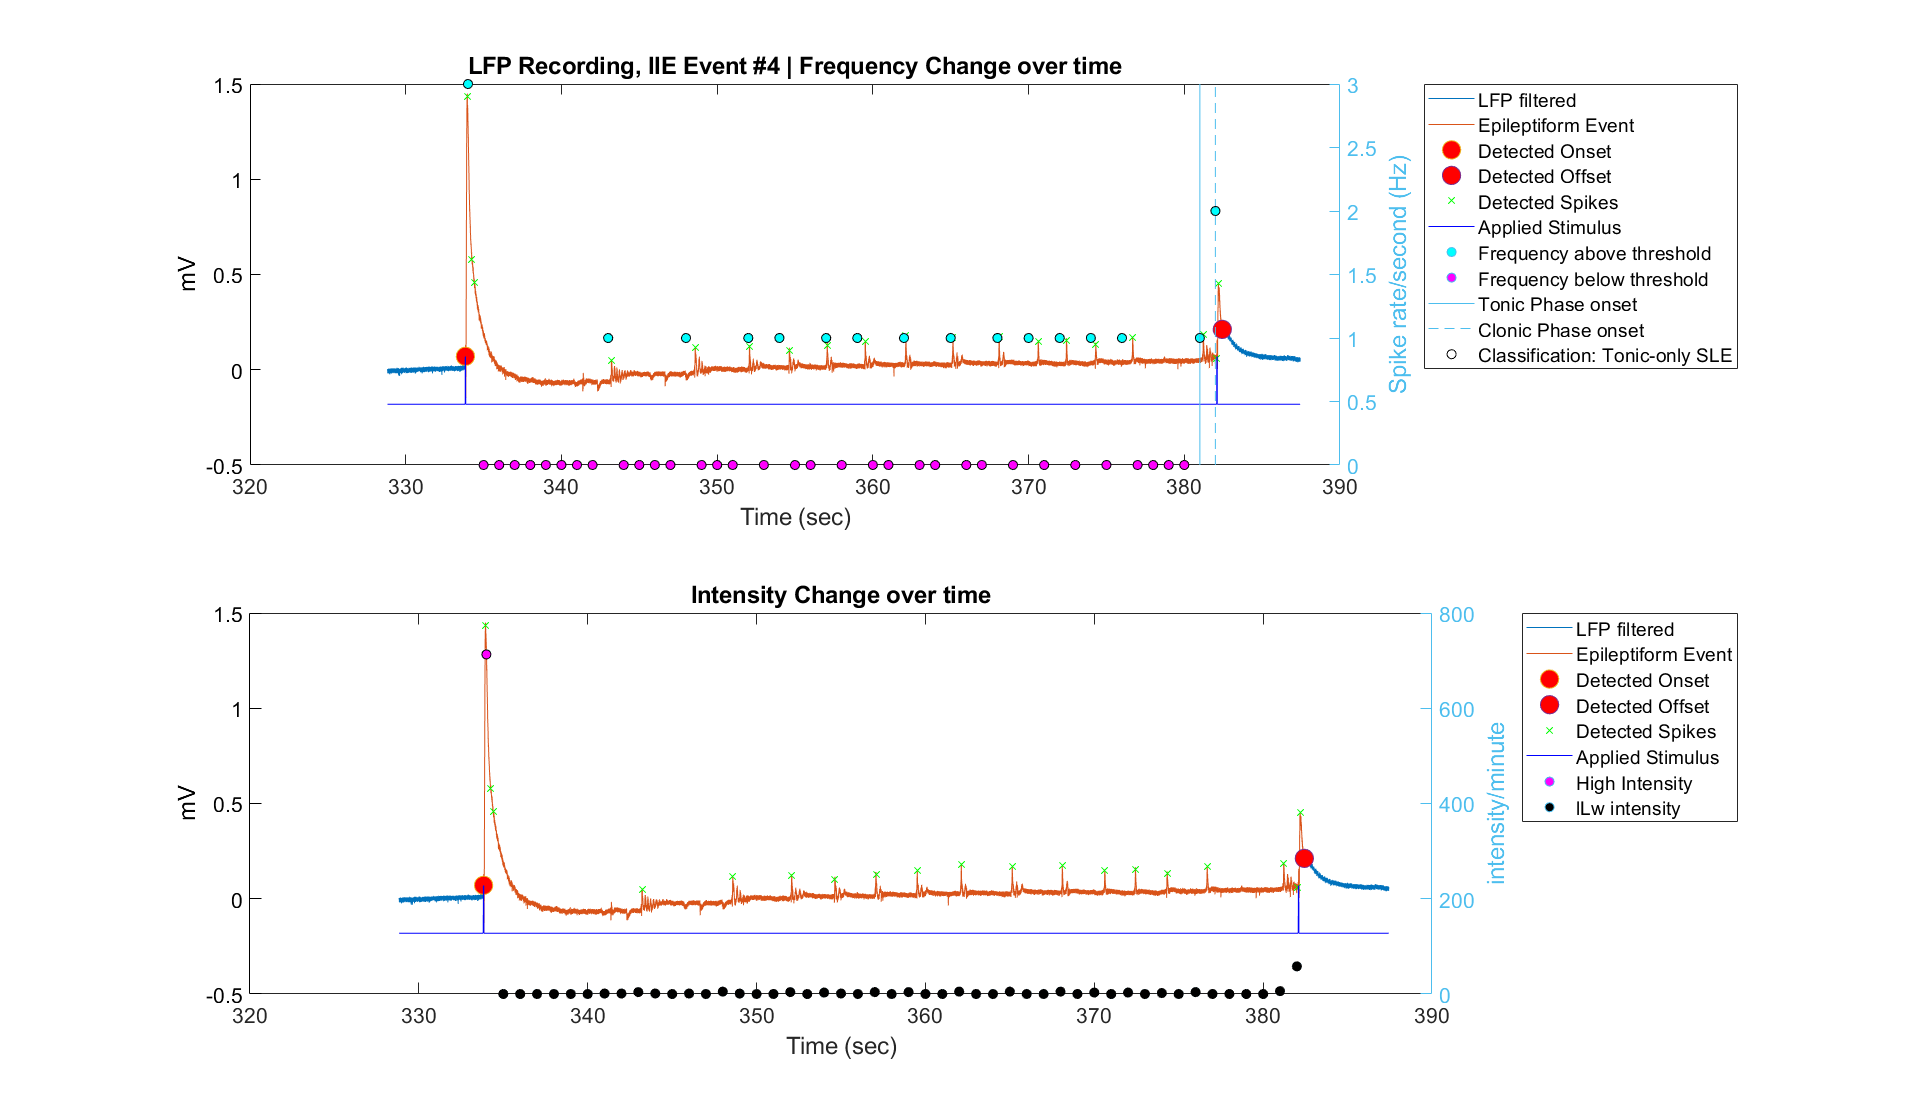 LFP Recording, IIE Event #4 | Frequency Change over time
1.5
1
0.5
0
-0.5
mV
320 330 340 350 360 370 380 390
Time (sec)
3
2.5
2
1.5
1
0.5
0
Spike rate/second (Hz)
LFP filtered
Epileptiform Event
Detected Onset
Detected Offset
Detected Spikes
Applied Stimulus
Frequency above threshold
Frequency below threshold
Tonic Phase onset
Clonic Phase onset
Classification: Tonic-only SLE
Intensity Change over time
1.5
1
0.5
0
-0.5
mV
320 330 340 350 360 370 380 390
Time (sec)
800
600
400
200
0
intensity/minute
LFP filtered
Epileptiform Event
Detected Onset
Detected Offset
Detected Spikes
Applied Stimulus
High Intensity
lLw intensity